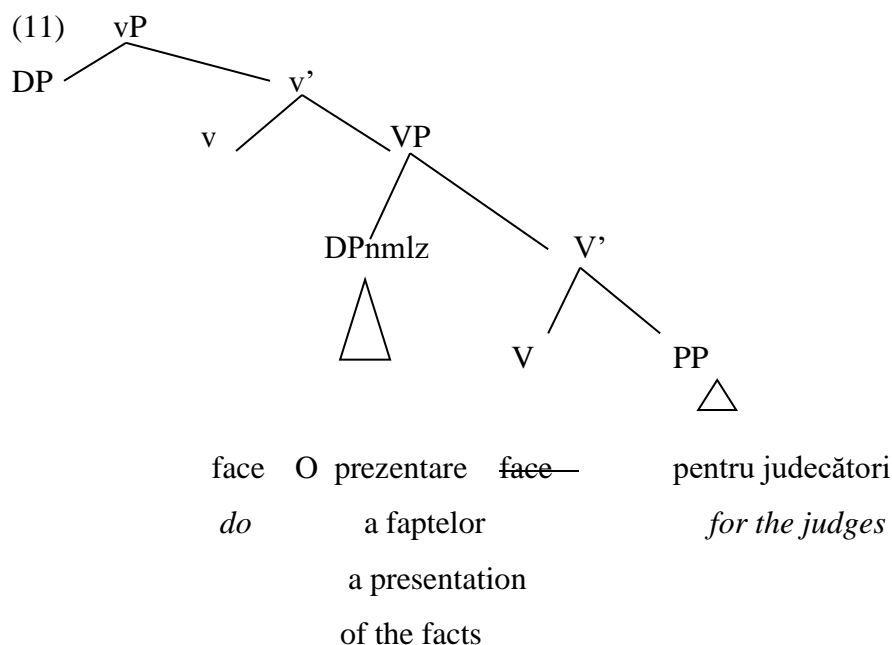 (11) vP
DP v'
v VP
DPnmlz V'
V PP
face O prezentare face pentru judecători
do a faptelor for the judges
a presentation
of the facts